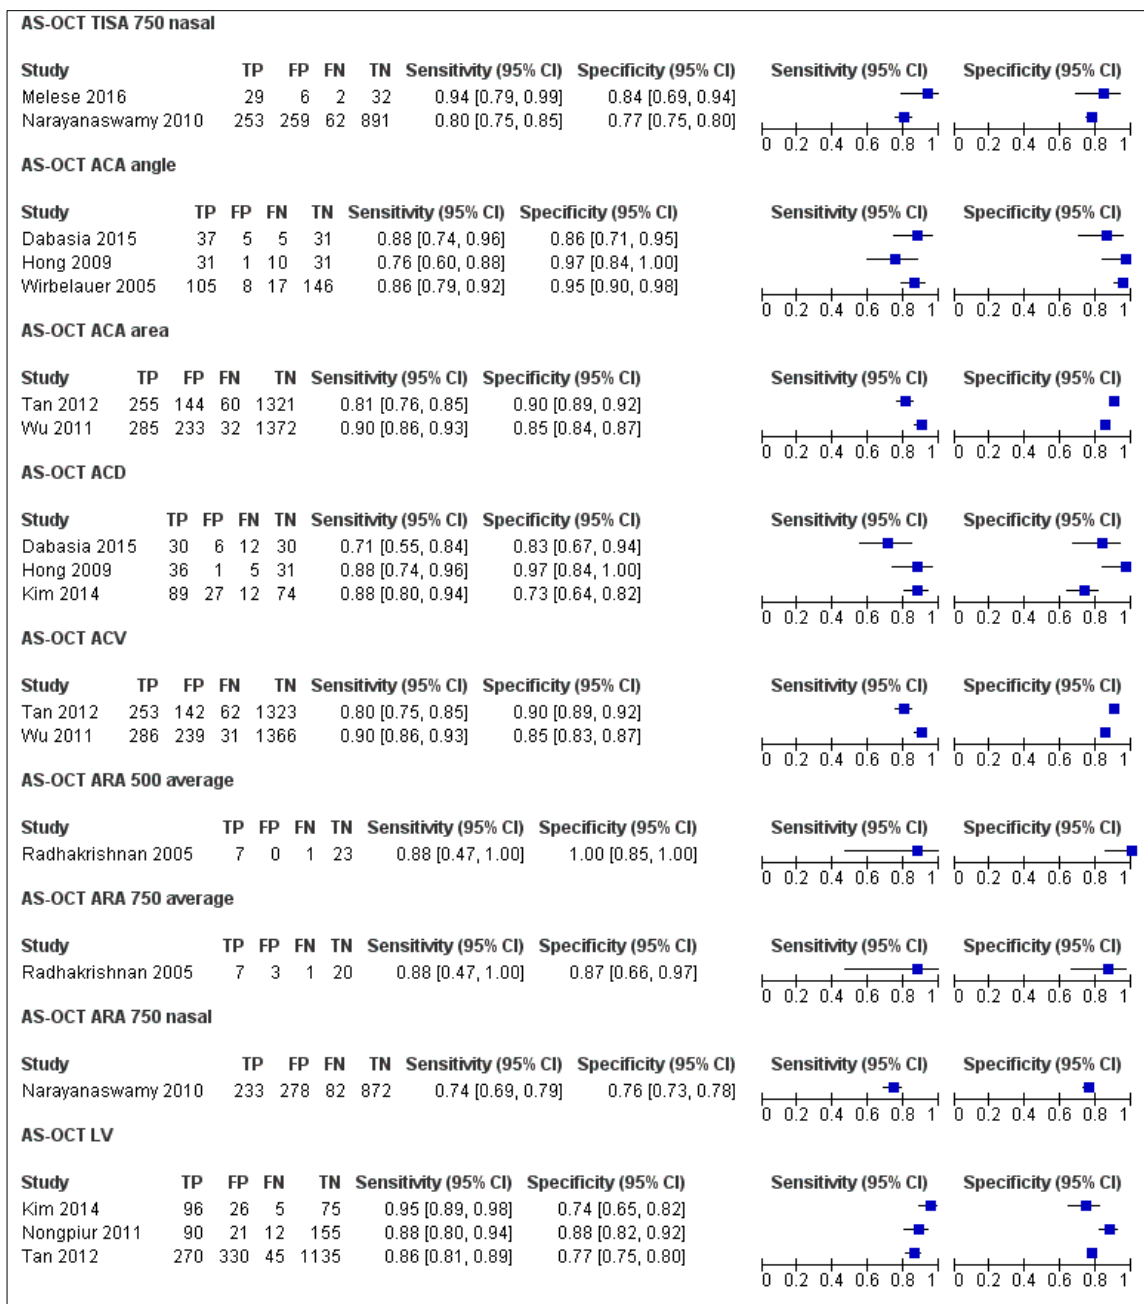 AS-OCT TISA 750 nasal
Study TP FP FN TN Sensitivity (95% CI) Specificity (95% CI) Sensitivity (95% CI) Specificity (95% CI)
Melese 2016 29 6 2 32 0.94 [0.79, 0.99] 0.84 [0.69, 0.94]
Narayanaswamy 2010 253 259 62 891 0.80 [0.75, 0.85] 0.77 [0.75, 0.80]
0 0.2 0.4 0.6 0.8 1 0 0.2 0.4 0.6 0.8 1
AS-OCT ACA angle
Study TP FP FN TN Sensitivity (95% CI) Specificity (95% CI) Sensitivity (95% CI) Specificity (95% CI)
Dabasia 2015 37 5 5 31 0.88 [0.74, 0.96] 0.86 [0.71, 0.95]
Hong 2009 31 1 10 31 0.76 [0.60, 0.88] 0.97 [0.84, 1.00]
Wirbelauer 2005 105 8 17 146 0.86 [0.79, 0.92] 0.95 [0.90, 0.98]
0 0.2 0.4 0.6 0.8 1 0 0.2 0.4 0.6 0.8 1
AS-OCT ACA area
Study TP FP FN TN Sensitivity (95% CI) Specificity (95% CI) Sensitivity (95% CI) Specificity (95% CI)
Tan 2012 255 144 60 1321 0.81 [0.76, 0.85] 0.90 [0.89, 0.92]
Wu 2011 285 233 32 1372 0.90 [0.86, 0.93] 0.85 [0.84, 0.87]
0 0.2 0.4 0.6 0.8 1 0 0.2 0.4 0.6 0.8 1
AS-OCT ACD
Study TP FP FN TN Sensitivity (95% CI) Specificity (95% CI) Sensitivity (95% CI) Specificity (95% CI)
Dabasia 2015 30 6 12 30 0.71 [0.55, 0.84] 0.83 [0.67, 0.94]
Hong 2009 36 1 5 31 0.88 [0.74, 0.96] 0.97 [0.84, 1.00]
Kim 2014 89 27 12 74 0.88 [0.80, 0.94] 0.73 [0.64, 0.82]
0 0.2 0.4 0.6 0.8 1 0 0.2 0.4 0.6 0.8 1
AS-OCT ACV
Study TP FP FN TN Sensitivity (95% CI) Specificity (95% CI) Sensitivity (95% CI) Specificity (95% CI)
Tan 2012 253 142 62 1323 0.80 [0.75, 0.85] 0.90 [0.89, 0.92]
Wu 2011 286 239 31 1366 0.90 [0.86, 0.93] 0.85 [0.83, 0.87]
0 0.2 0.4 0.6 0.8 1 0 0.2 0.4 0.6 0.8 1
AS-OCT ARA 500 average
Study TP FP FN TN Sensitivity (95% CI) Specificity (95% CI) Sensitivity (95% CI) Specificity (95% CI)
Radhakrishnan 2005 7 0 1 23 0.88 [0.47, 1.00] 1.00 [0.85, 1.00]
0 0.2 0.4 0.6 0.8 1 0 0.2 0.4 0.6 0.8 1
AS-OCT ARA 750 average
Study TP FP FN TN Sensitivity (95% CI) Specificity (95% CI) Sensitivity (95% CI) Specificity (95% CI)
Radhakrishnan 2005 7 3 1 20 0.88 [0.47, 1.00] 0.87 [0.66, 0.97]
0 0.2 0.4 0.6 0.8 1 0 0.2 0.4 0.6 0.8 1
AS-OCT ARA 750 nasal
Study TP FP FN TN Sensitivity (95% CI) Specificity (95% CI) Sensitivity (95% CI) Specificity (95% CI)
Narayanaswamy 2010 233 278 82 872 0.74 [0.69, 0.79] 0.76 [0.73, 0.78]
0 0.2 0.4 0.6 0.8 1 0 0.2 0.4 0.6 0.8 1
AS-OCT LV
Study TP FP FN TN Sensitivity (95% CI) Specificity (95% CI) Sensitivity (95% CI) Specificity (95% CI)
Kim 2014 96 26 5 75 0.95 [0.89, 0.98] 0.74 [0.65, 0.82]
Nongpiur 2011 90 21 12 155 0.88 [0.80, 0.94] 0.88 [0.82, 0.92]
Tan 2012 270 330 45 1135 0.86 [0.81, 0.89] 0.77 [0.75, 0.80]
0 0.2 0.4 0.6 0.8 1 0 0.2 0.4 0.6 0.8 1